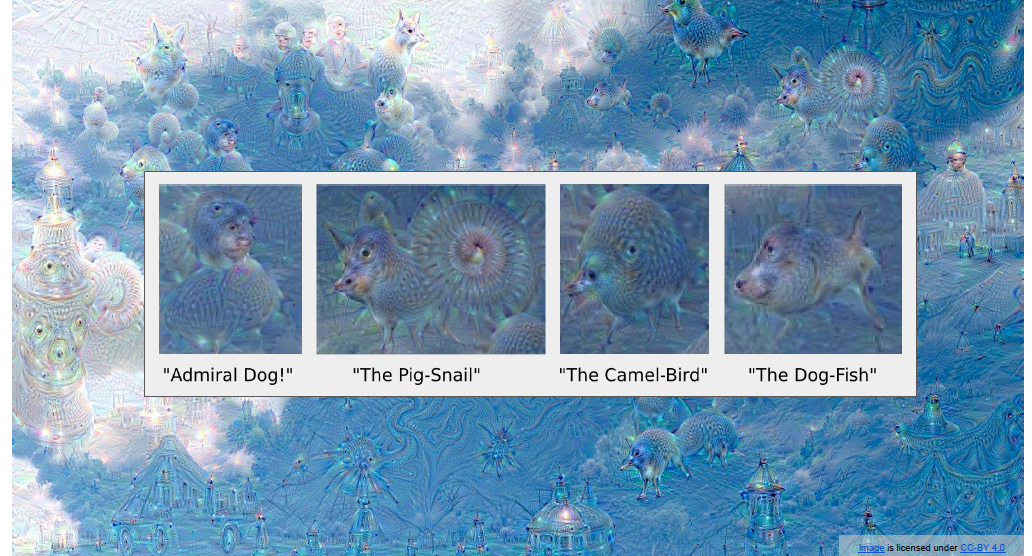 "Admiral Dog!" "The Pig-Snail" "The Camel-Bird" "The Dog-Fish"
Image is licensed under CC-BY 4.0